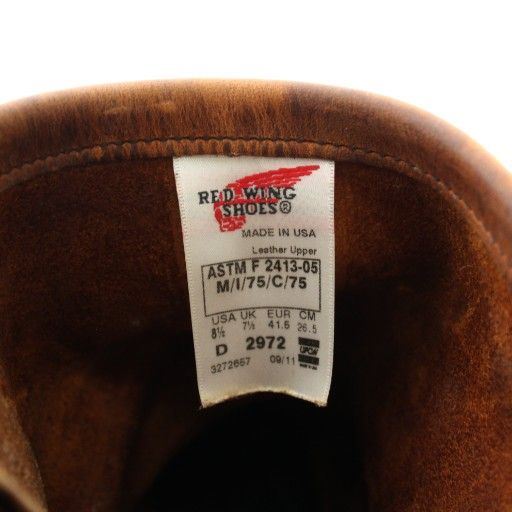 RED WING
SHOES®
MADE IN USA
Leather Upper
ASTM F 2413-05
M/I/75/C/75
USA UK EUR CM
8½ 7½ 41.5 26.5
D 2972
3272657 09/11